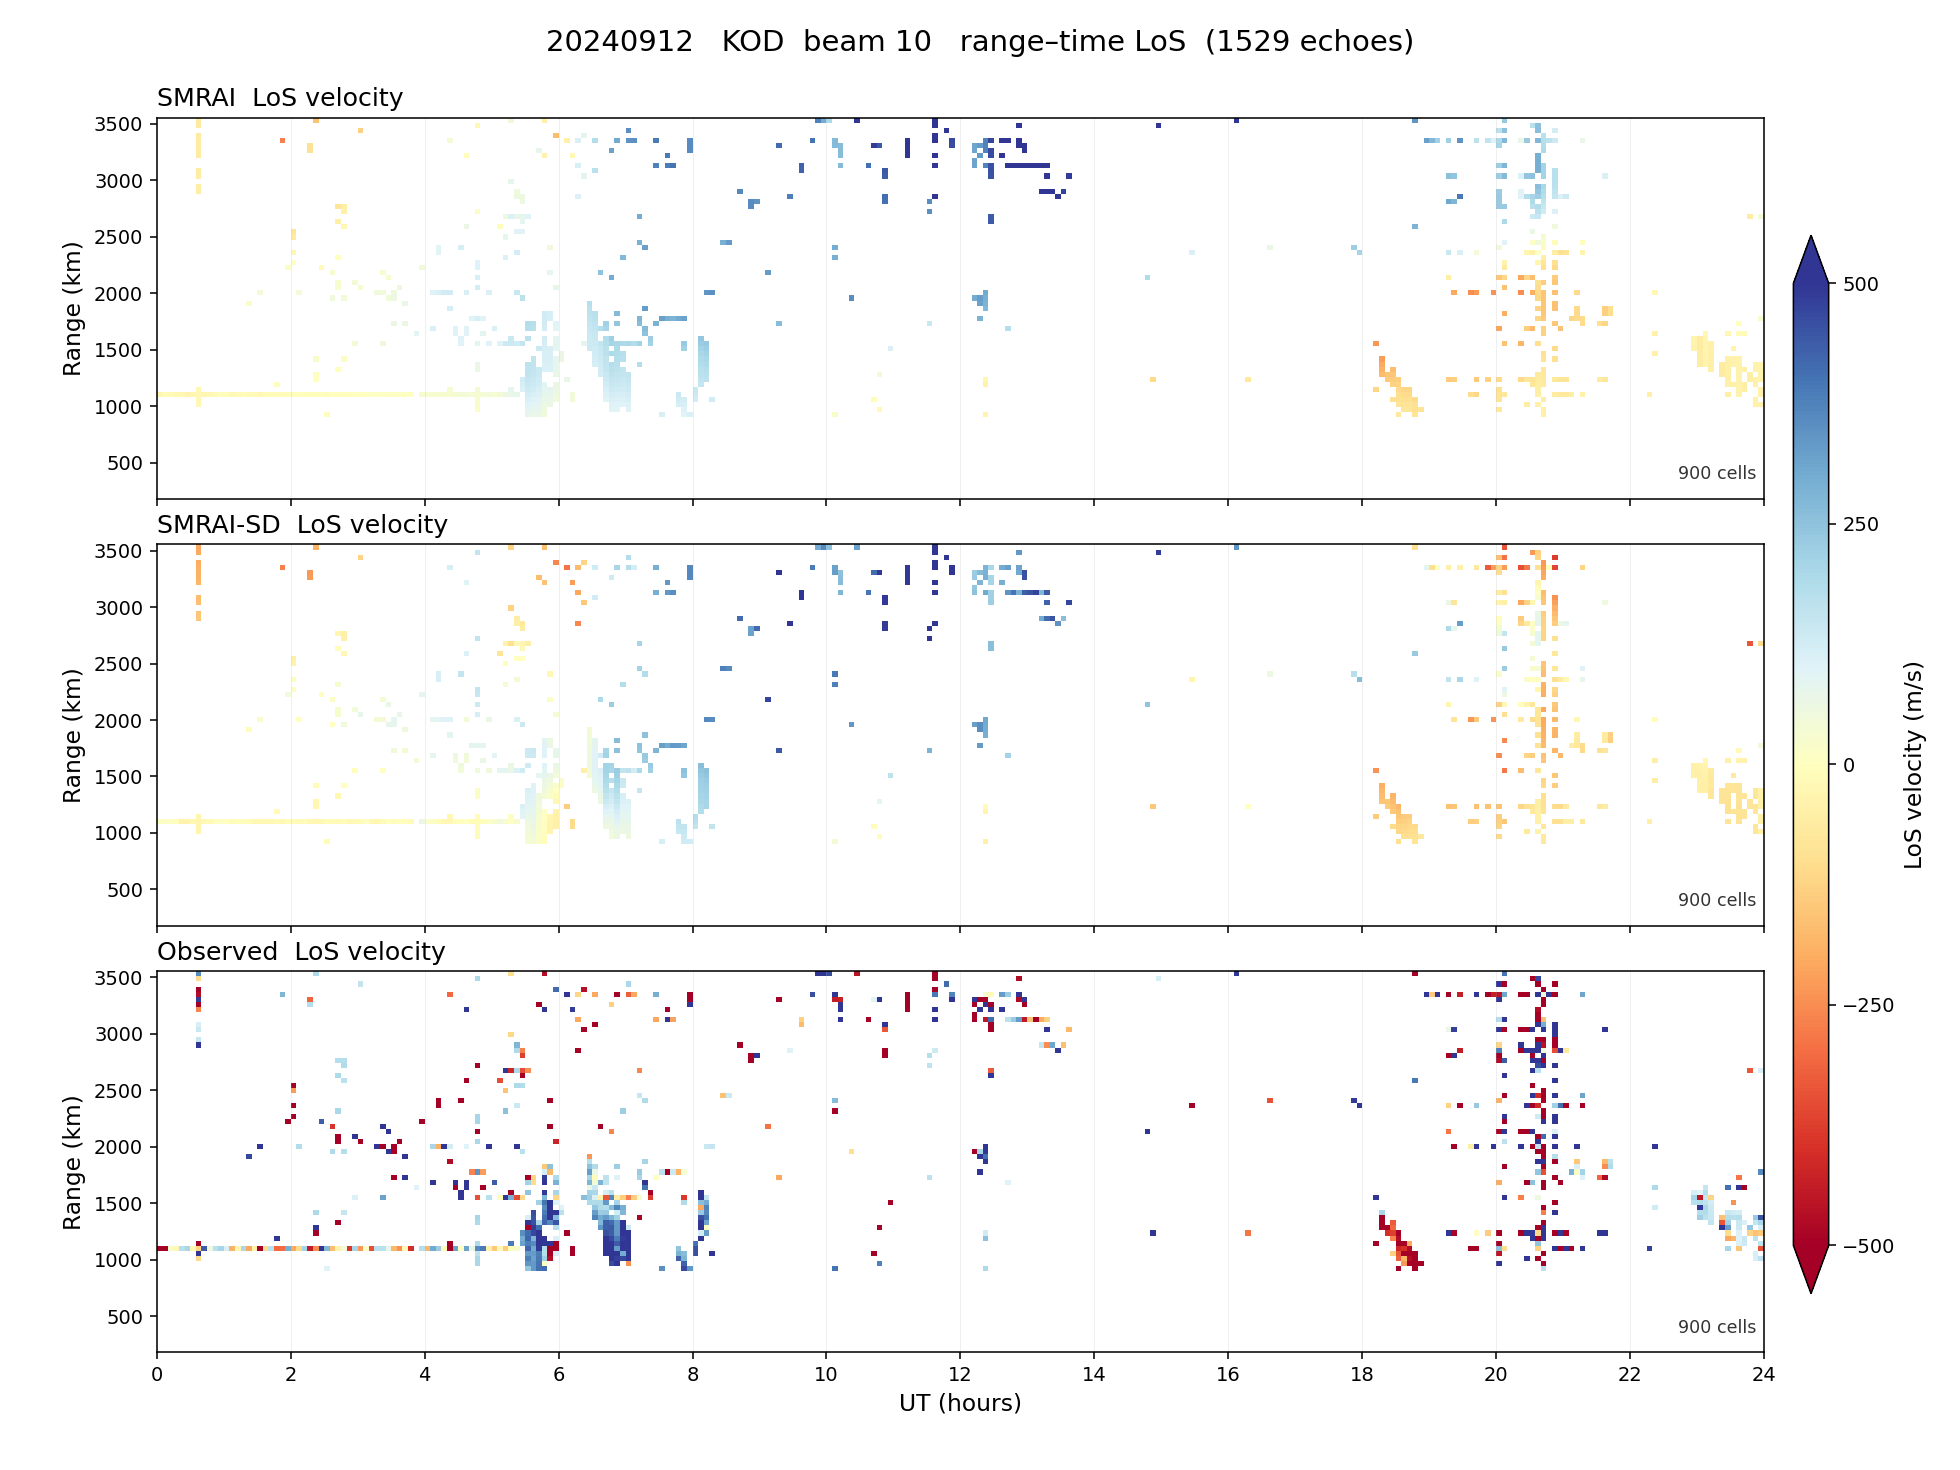 20240912   KOD  beam 10   range–time LoS  (1529 echoes)
SMRAI  LoS velocity
3500
3000
2500
2000
1500
1000
500
Range (km)
900 cells
SMRAI-SD  LoS velocity
3500
3000
2500
2000
1500
1000
500
Range (km)
900 cells
Observed  LoS velocity
3500
3000
2500
2000
1500
1000
500
Range (km)
900 cells
0 2 4 6 8 10 12 14 16 18 20 22 24
UT (hours)
500
250
0
−250
−500
LoS velocity (m/s)